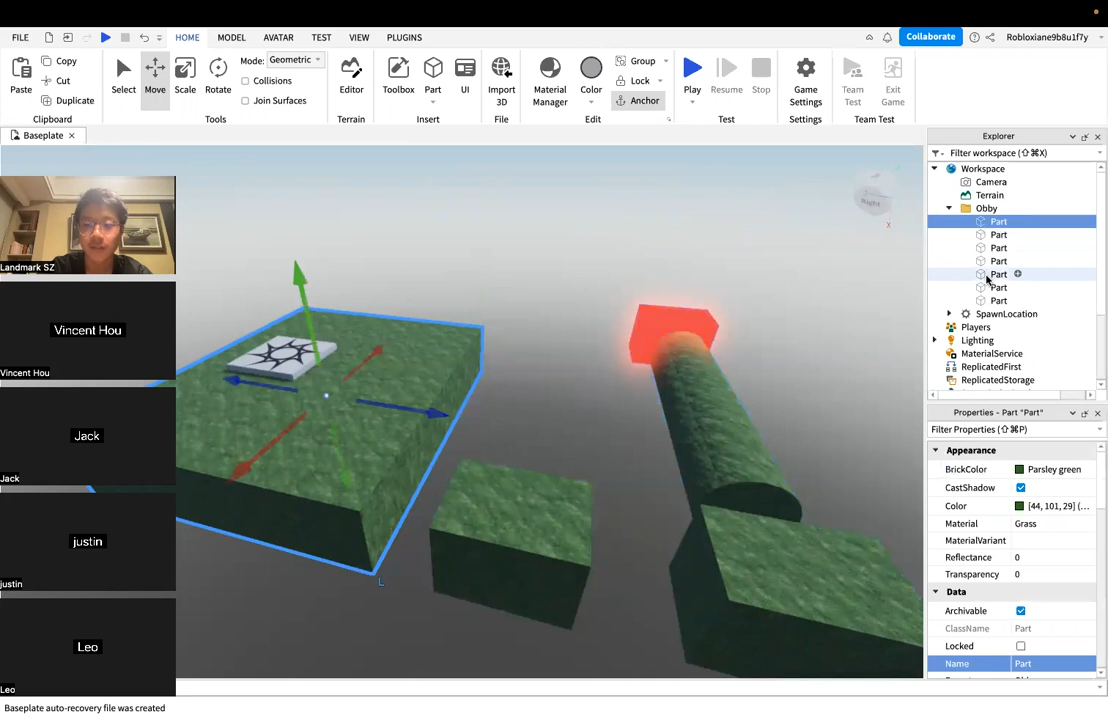 FILE HOME MODEL AVATAR TEST VIEW PLUGINS Collaborate Robloxiane9b8u1f7y
Paste Copy Cut Duplicate Clipboard
Select Move Scale Rotate Mode: Geometric Collisions Join Surfaces Tools
Editor Terrain
Toolbox Part UI Insert
Import 3D File
Material Manager Color Group Lock Anchor Edit
Play Resume Stop Test
Game Settings Settings
Team Test Exit Game Team Test
Baseplate
Right
X
L
Landmark SZ
Vincent Hou
Vincent Hou
Jack
Jack
justin
justin
Leo
Leo
Explorer
Filter workspace (⇧⌘X)
Workspace
Camera
Terrain
Obby
Part
Part
Part
Part
Part
Part
Part
SpawnLocation
Players
Lighting
MaterialService
ReplicatedFirst
ReplicatedStorage
Properties - Part "Part"
Filter Properties (⇧⌘P)
Appearance
BrickColor Parsley green
CastShadow
Color [44, 101, 29] (...
Material Grass
MaterialVariant
Reflectance 0
Transparency 0
Data
Archivable
ClassName Part
Locked
Name Part
Baseplate auto-recovery file was created